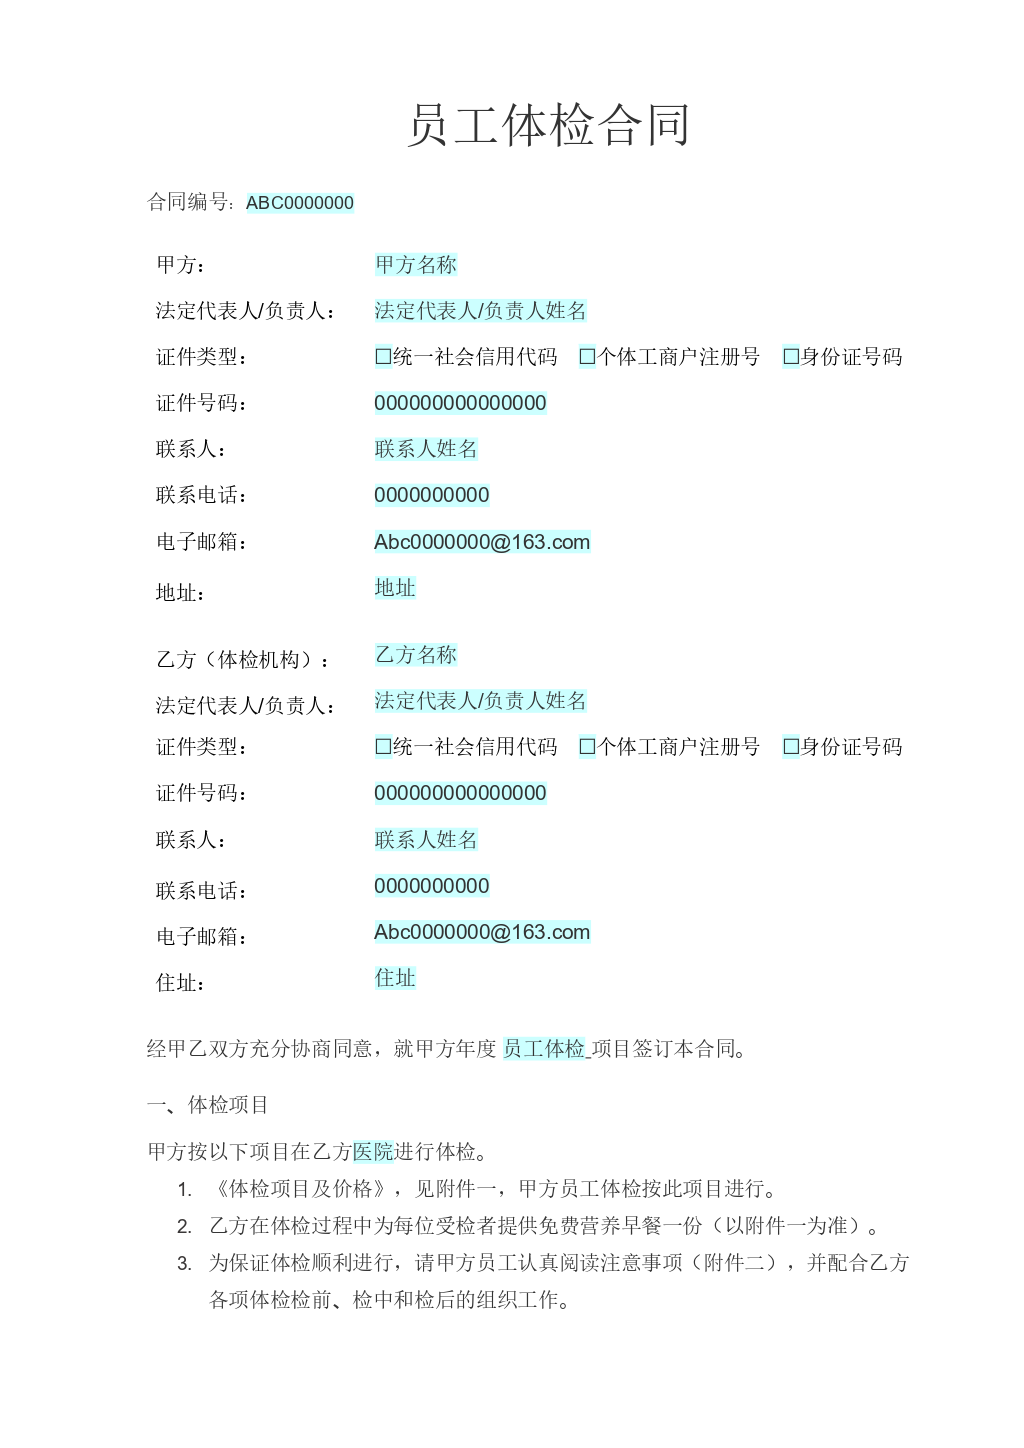 员工体检合同
合同编号：ABC0000000
甲方： 甲方名称
法定代表人/负责人： 法定代表人/负责人姓名
证件类型： □统一社会信用代码 □个体工商户注册号 □身份证号码
证件号码： 000000000000000
联系人： 联系人姓名
联系电话： 0000000000
电子邮箱： Abc0000000@163.com
地址： 地址
乙方（体检机构）： 乙方名称
法定代表人/负责人： 法定代表人/负责人姓名
证件类型： □统一社会信用代码 □个体工商户注册号 □身份证号码
证件号码： 000000000000000
联系人： 联系人姓名
联系电话： 0000000000
电子邮箱： Abc0000000@163.com
住址： 住址
经甲乙双方充分协商同意，就甲方年度 员工体检 项目签订本合同。
一、体检项目
甲方按以下项目在乙方医院进行体检。
1. 《体检项目及价格》，见附件一，甲方员工体检按此项目进行。
2. 乙方在体检过程中为每位受检者提供免费营养早餐一份（以附件一为准）。
3. 为保证体检顺利进行，请甲方员工认真阅读注意事项（附件二），并配合乙方
各项体检检前、检中和检后的组织工作。